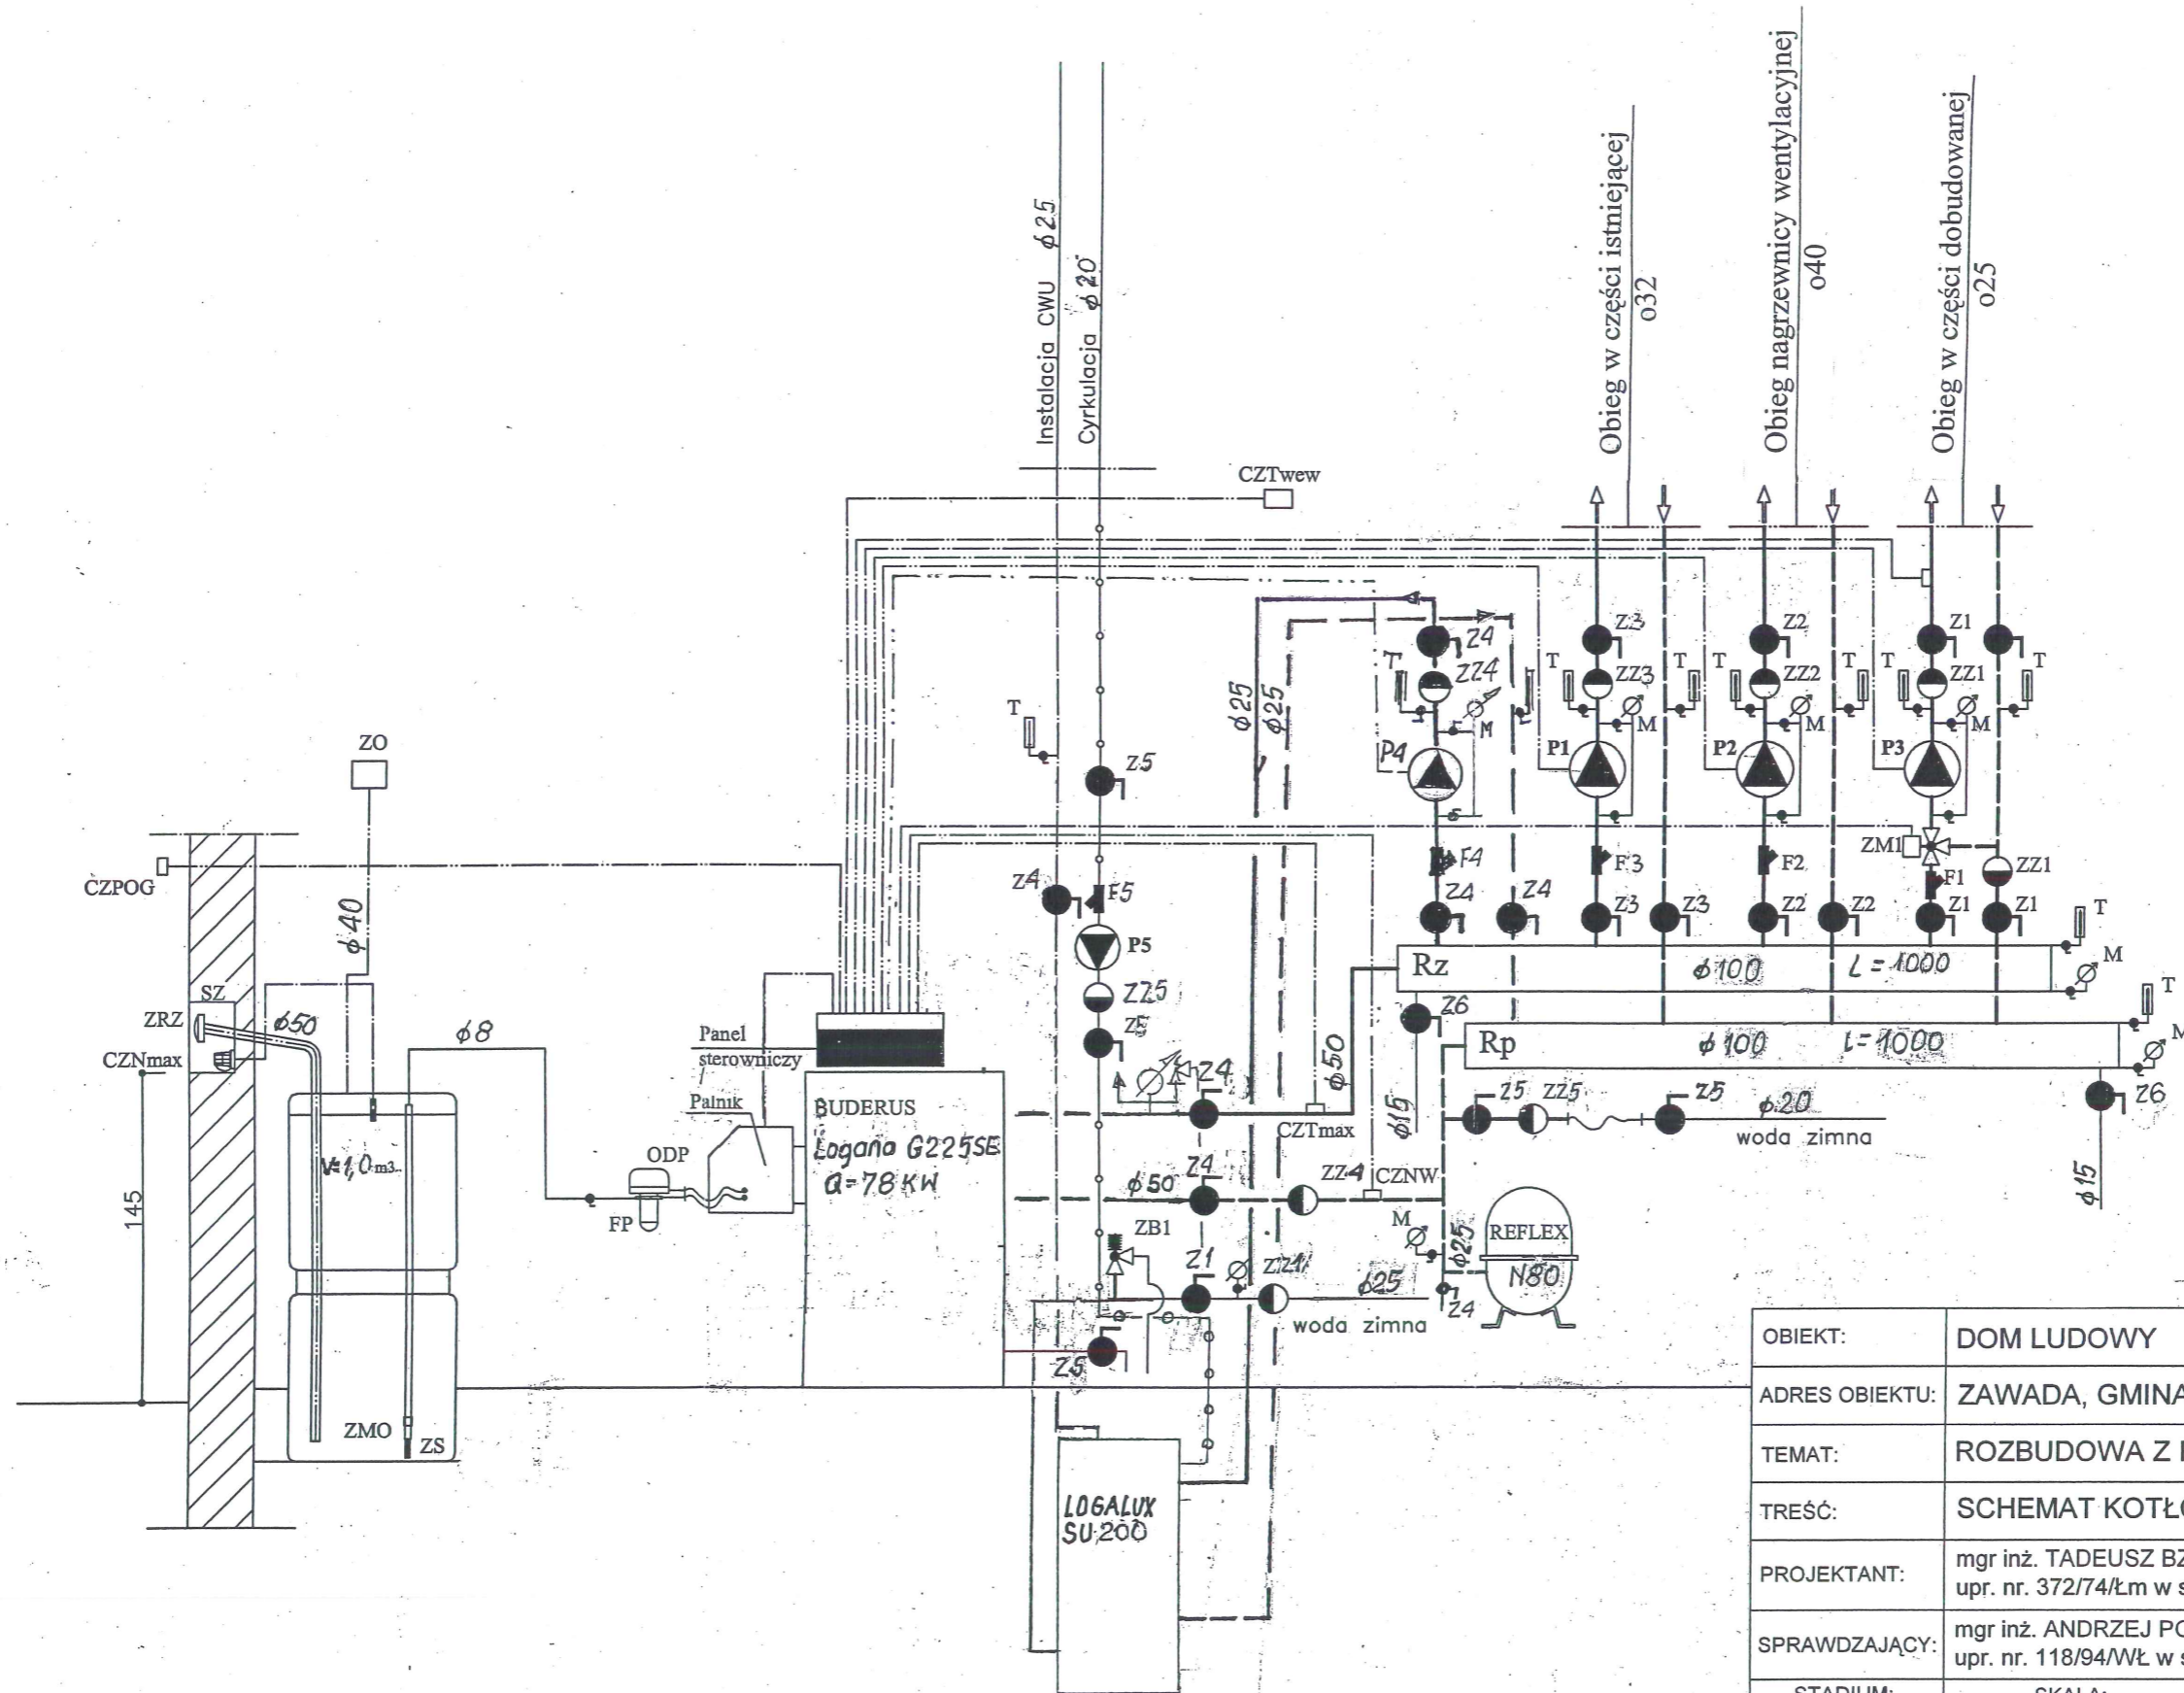 Instalacja CWU ϕ25
Cyrkulacja ϕ20
Obieg w części istniejącej
o32
Obieg nagrzewnicy wentylacyjnej
o40
Obieg w części dobudowanej
o25
CZTwew
Z4
Z3
Z2
Z1
T
ZZ4
T
ZZ3
T
T
ZZ2
T
T
ZZ1
T
ϕ25
ϕ25
M
M
M
M
P4
P1
P2
P3
T
Z5
ZO
ZM1
CZPOG
ϕ40
Z4
F5
F4
F3
F2
F1
ZZ1
Z4
Z4
Z3
Z3
Z2
Z2
Z1
Z1
T
P5
Rz
ϕ100
L=1000
M
SZ
ZRZ
ϕ50
ϕ8
ZZ5
Z6
T
CZNmax
Panel
sterowniczy
Z5
Rp
ϕ100
l=1000
M
ϕ50
ϕ15
Palnik
BUDERUS
Logano G225SE
Q=78KW
Z4
CZTmax
Z5
ZZ5
Z5
ϕ20
woda zimna
Z6
ϕ15
V=1,0 m3
ODP
FP
Z4
ϕ50
ZZ4
CZNW
145
ZB1
M
ϕ25
REFLEX
N80
Z1
ZZ1
ϕ25
woda zimna
Z4
Z5
ZMO
ZS
LOGALUX
SU-200
OBIEKT: DOM LUDOWY
ADRES OBIEKTU: ZAWADA, GMINA
TEMAT: ROZBUDOWA Z
TREŚĆ: SCHEMAT
PROJEKTANT: mgr inż. TADEUSZ
upr. nr. 372/74/Łm w
SPRAWDZAJĄCY: mgr inż. ANDRZEJ
upr. nr. 118/94/WŁ w
STADIUM: SKALA: